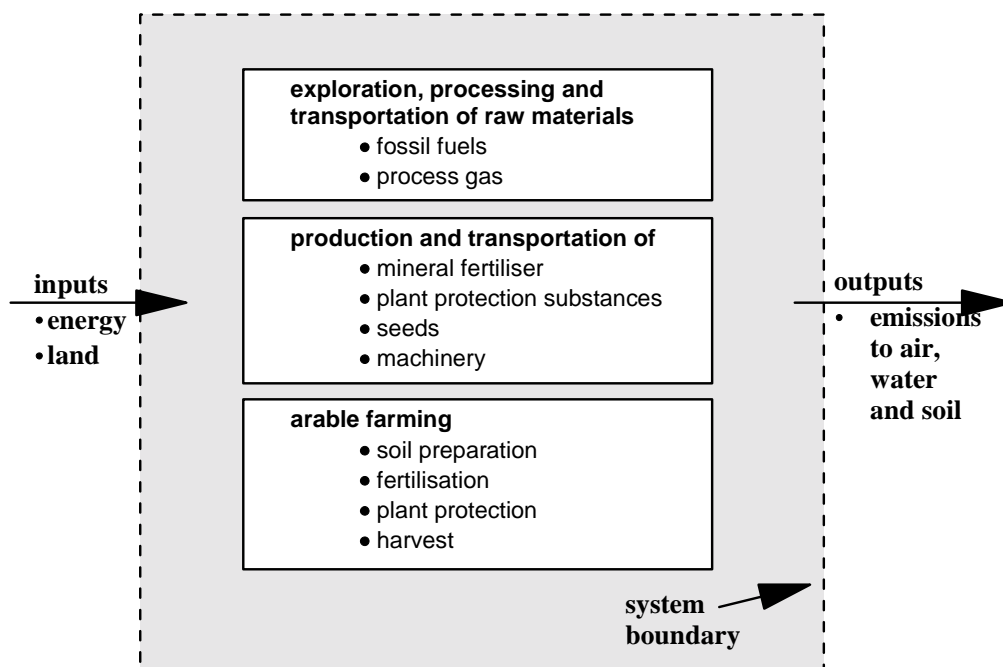 exploration, processing and
transportation of raw materials
● fossil fuels
● process gas
production and transportation of
● mineral fertiliser
● plant protection substances
● seeds
● machinery
arable farming
● soil preparation
● fertilisation
● plant protection
● harvest
inputs
• energy
• land
outputs
• emissions
to air,
water
and soil
system
boundary